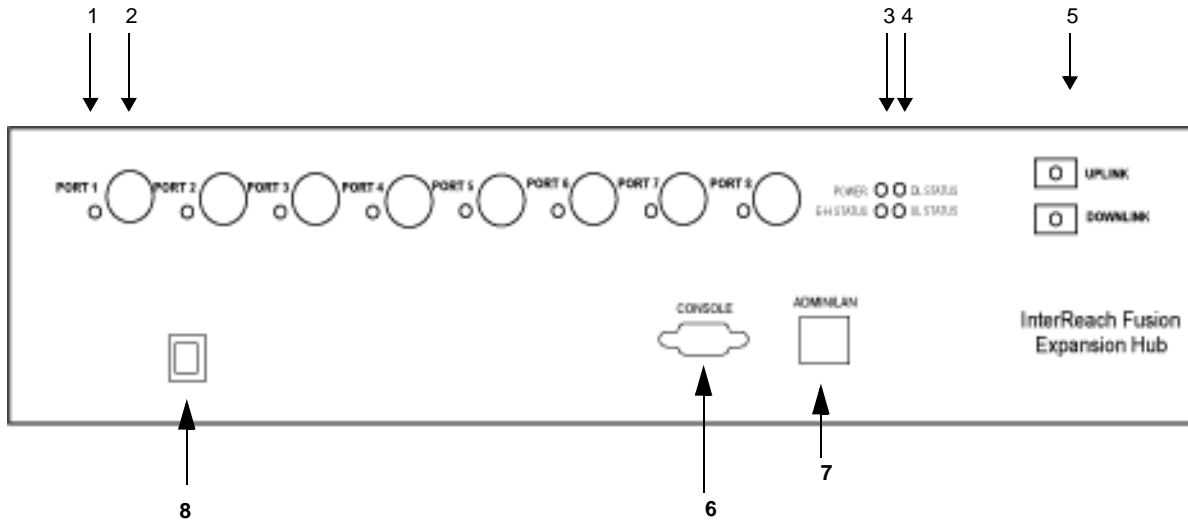 1 2 3 4 5
PORT 1 PORT 2 PORT 3 PORT 4 PORT 5 PORT 6 PORT 7 PORT 8
UPLINK
POWER DL STATUS
E-H STATUS UL STATUS
DOWNLINK
CONSOLE
ADMIN/LAN
InterReach Fusion
Expansion Hub
8 6 7